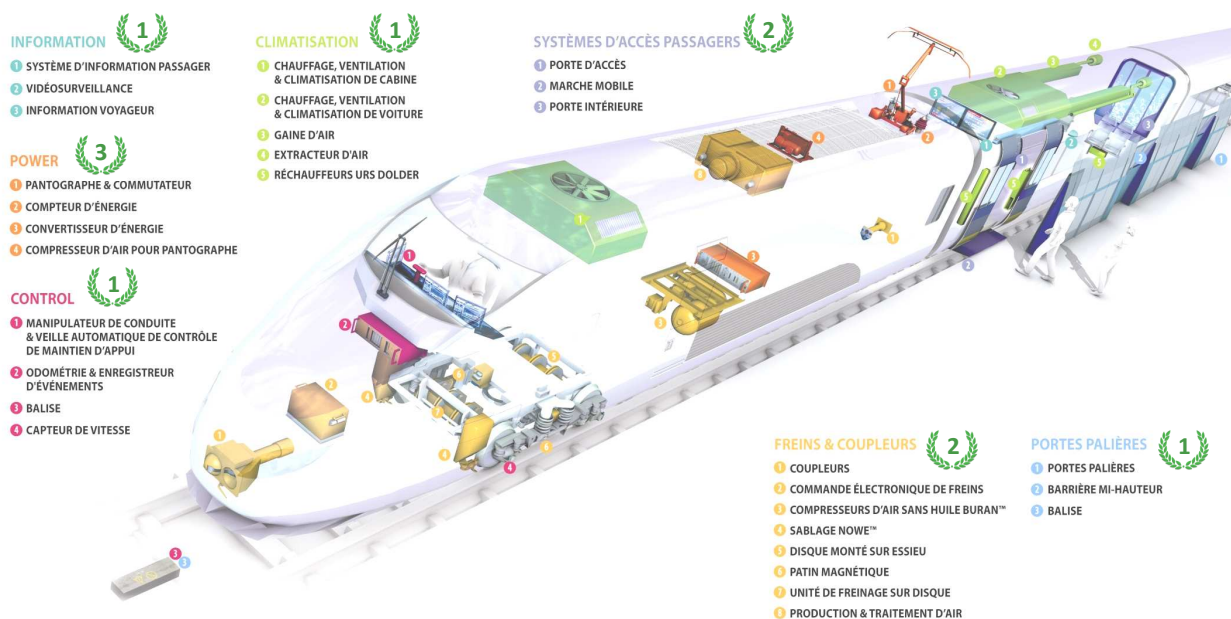 INFORMATION 1
1 SYSTÈME D'INFORMATION PASSAGER
2 VIDÉOSURVEILLANCE
3 INFORMATION VOYAGEUR
POWER 3
1 PANTOGRAPHE & COMMUTATEUR
2 COMPTEUR D'ÉNERGIE
3 CONVERTISSEUR D'ÉNERGIE
4 COMPRESSEUR D'AIR POUR PANTOGRAPHE
CONTROL 1
1 MANIPULATEUR DE CONDUITE
& VEILLE AUTOMATIQUE DE CONTRÔLE
DE MAINTIEN D'APPUI
2 ODOMÉTRIE & ENREGISTREUR
D'ÉVÉNEMENTS
3 BALISE
4 CAPTEUR DE VITESSE
CLIMATISATION 1
1 CHAUFFAGE, VENTILATION
& CLIMATISATION DE CABINE
2 CHAUFFAGE, VENTILATION
& CLIMATISATION DE VOITURE
3 GAINE D'AIR
4 EXTRACTEUR D'AIR
5 RÉCHAUFFEURS URS DOLDER
SYSTÈMES D'ACCÈS PASSAGERS 2
1 PORTE D'ACCÈS
2 MARCHE MOBILE
3 PORTE INTÉRIEURE
FREINS & COUPLEURS 2
1 COUPLEURS
2 COMMANDE ÉLECTRONIQUE DE FREINS
3 COMPRESSEURS D'AIR SANS HUILE BURAN™
4 SABLAGE NOWE™
5 DISQUE MONTÉ SUR ESSIEU
6 PATIN MAGNÉTIQUE
7 UNITÉ DE FREINAGE SUR DISQUE
8 PRODUCTION & TRAITEMENT D'AIR
PORTES PALIÈRES 1
1 PORTES PALIÈRES
2 BARRIÈRE MI-HAUTEUR
3 BALISE